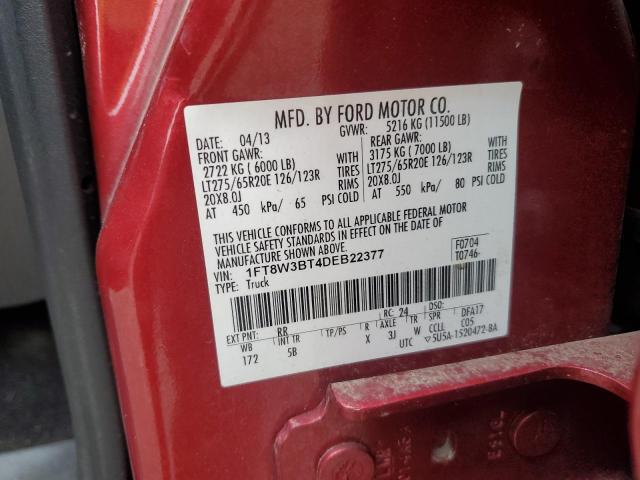 MFD. BY FORD MOTOR CO.
DATE: 04/13 GVWR: 5216 KG (11500 LB)
FRONT GAWR: REAR GAWR:
2722 KG ( 6000 LB) WITH 3175 KG ( 7000 LB) WITH
LT275/65R20E 126/123R TIRES LT275/65R20E 126/123R TIRES
20X8.0J RIMS 20X8.0J RIMS
AT 450 kPa/ 65 PSI COLD AT 550 kPa/ 80 PSI COLD
THIS VEHICLE CONFORMS TO ALL APPLICABLE FEDERAL MOTOR
VEHICLE SAFETY STANDARDS IN EFFECT ON THE DATE OF
MANUFACTURE SHOWN ABOVE.
VIN: 1FT8W3BT4DEB22377 F0704
TYPE: Truck T0746-
EXT PNT: RR RC: 24 DSO:
WB INT TR TP/PS R AXLE TR SPR DFA17
172 5B X 3J W CCLL C05
UTC ▽5U5A-1520472-BA